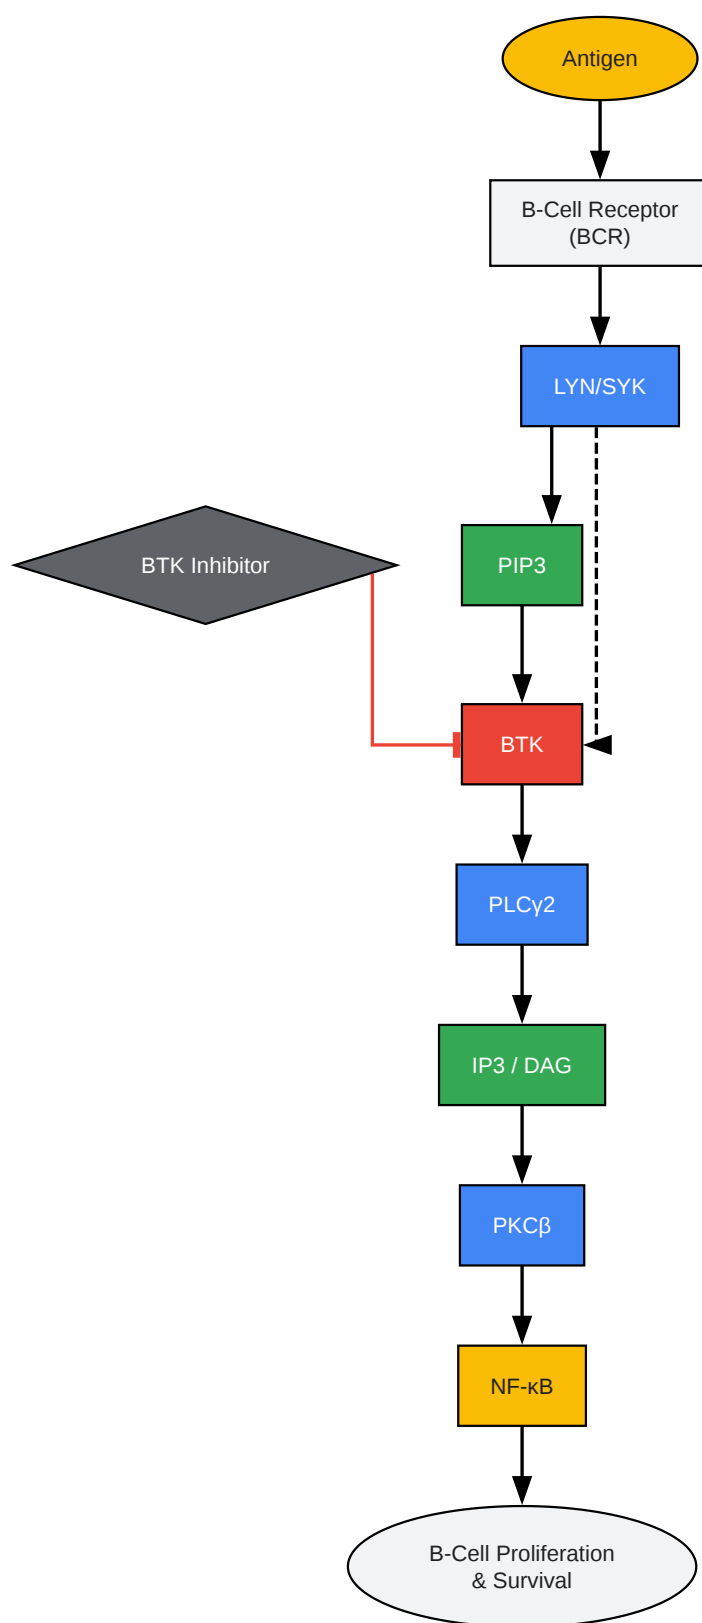 Antigen
B-Cell Receptor
(BCR)
LYN/SYK
BTK Inhibitor
PIP3
BTK
PLCγ2
IP3 / DAG
PKCβ
NF-κB
B-Cell Proliferation
& Survival